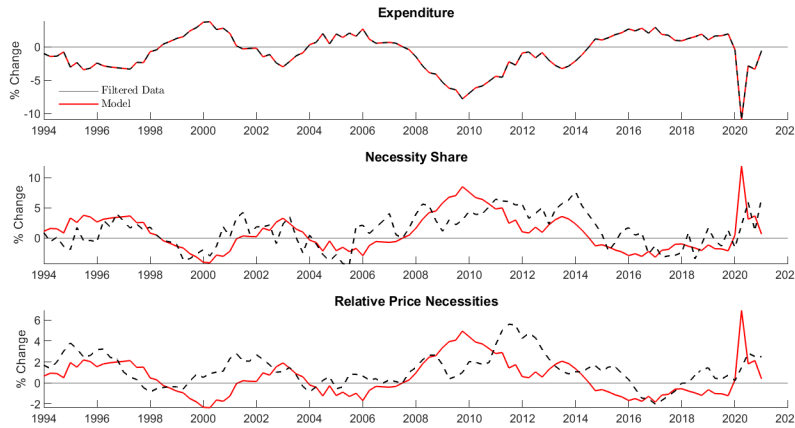 Expenditure
% Change
0
-5
-10
Filtered Data
Model
1994 1996 1998 2000 2002 2004 2006 2008 2010 2012 2014 2016 2018 2020 202
Necessity Share
% Change
10
5
0
1994 1996 1998 2000 2002 2004 2006 2008 2010 2012 2014 2016 2018 2020 202
Relative Price Necessities
% Change
6
4
2
0
-2
1994 1996 1998 2000 2002 2004 2006 2008 2010 2012 2014 2016 2018 2020 202